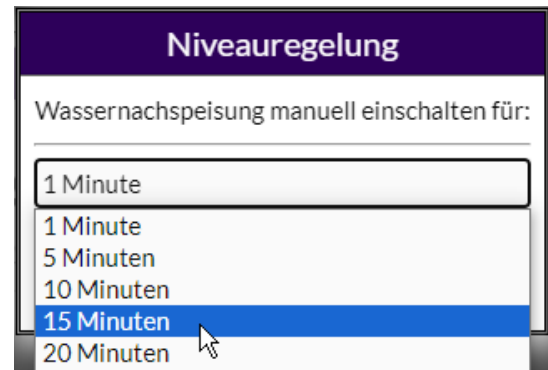 Niveauregelung
Wassernachspeisung manuell einschalten für:
1 Minute
1 Minute
5 Minuten
10 Minuten
15 Minuten
20 Minuten